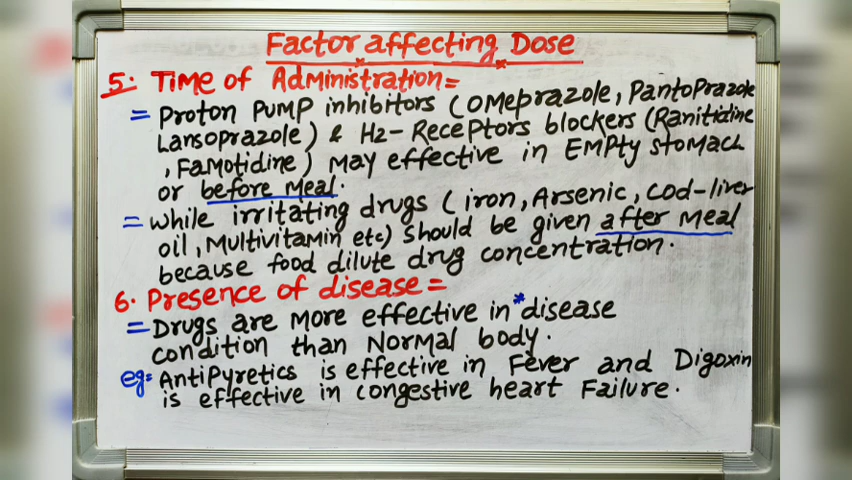 Factor affecting Dose
5. Time of Administration=
= Proton Pump inhibitors (Omeprazole, Pantoprazole
Lansoprazole) & H2-Receptors blockers (Ranitidine
, Famotidine) may effective in Empty stomach
or before Meal.
= While irritating drugs (iron, Arsenic, Cod-liver
oil, Multivitamin etc) should be given after Meal
because food dilute drug concentration.
6. Presence of disease=
= Drugs are more effective in * disease
condition than Normal body.
eg= Antipyretics is effective in Fever and Digoxin
is effective in congestive heart Failure.